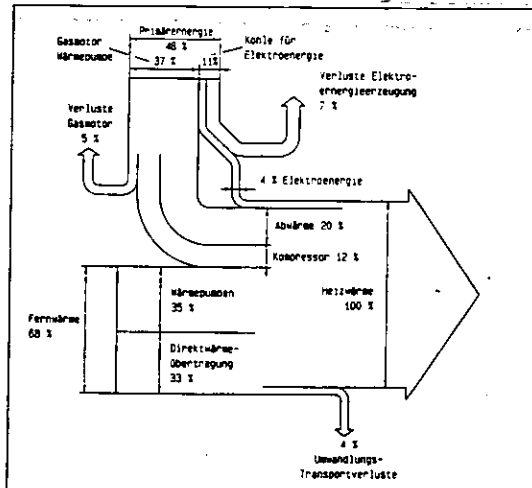 Primärenergie
48 %
Gasmotor
Wärmepumpe
37 %
11%
Kohle für
Elektroenergie
Verluste Elektro-
energieerzeugung
7 %
Verluste
Gasmotor
5 %
4 % Elektroenergie
Abwärme 20 %
Kompressor 12 %
Wärmepumpen
35 %
Heizwärme
100 %
Fernwärme
68 %
Direktwärme-
übertragung
33 %
4 %
Umwandlungs-
Transportverluste